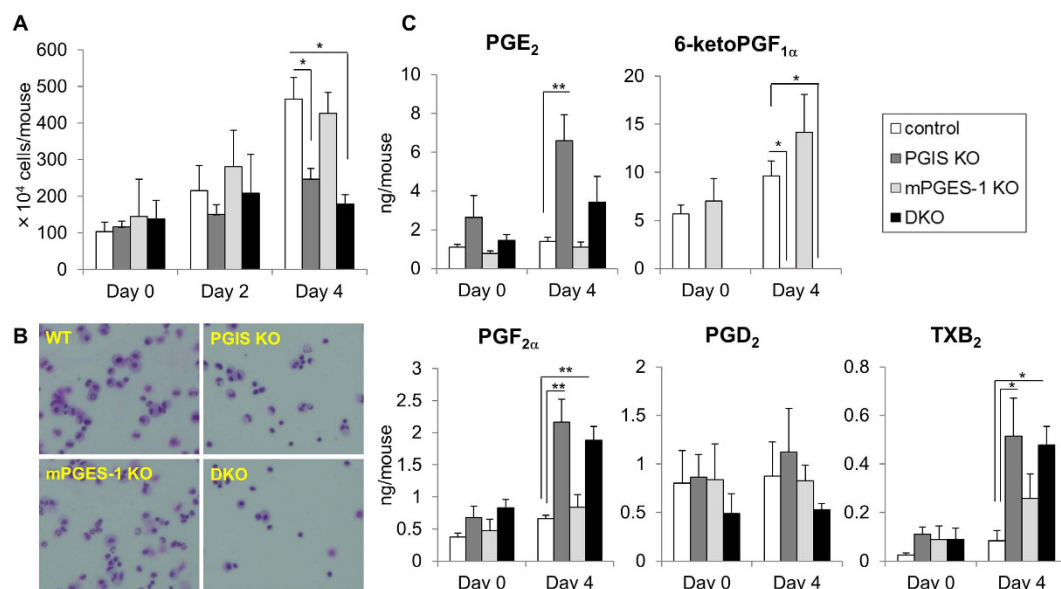 A
× 10⁴ cells/mouse
600
500
400
300
200
100
0
*
*
Day 0
Day 2
Day 4
B
WT
PGIS KO
mPGES-1 KO
DKO
C
PGE₂
ng/mouse
10
8
6
4
2
0
**
Day 0
Day 4
6-ketoPGF₁α
20
15
10
5
0
*
*
Day 0
Day 4
control
PGIS KO
mPGES-1 KO
DKO
PGF₂α
ng/mouse
3
2.5
2
1.5
1
0.5
0
**
**
Day 0
Day 4
PGD₂
2
1.5
1
0.5
0
Day 0
Day 4
TXB₂
0.8
0.6
0.4
0.2
0
*
*
Day 0
Day 4